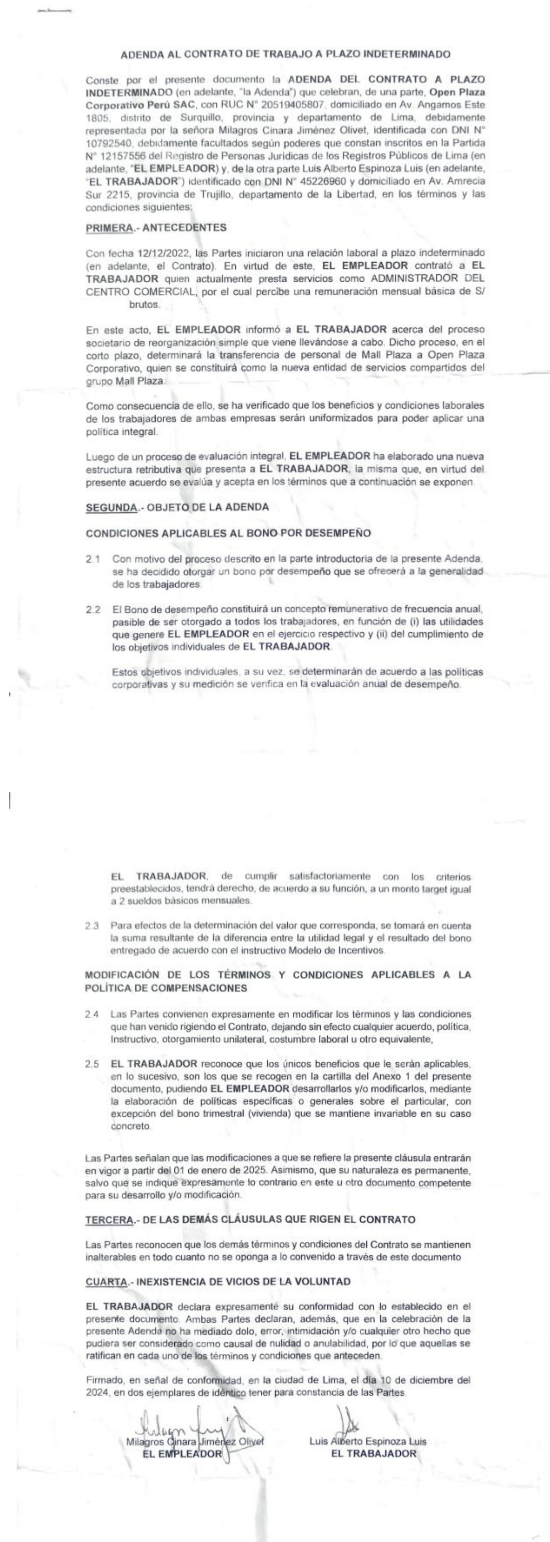 ADENDA AL CONTRATO DE TRABAJO A PLAZO INDETERMINADO
Conste por el presente documento la ADENDA DEL CONTRATO A PLAZO
INDETERMINADO (en adelante, "la Adenda") que celebran, de una parte, Open Plaza
Corporativo Perú SAC, con RUC N° 20519405807, domiciliado en Av. Angamos Este
1805, distrito de Surquillo, provincia y departamento de Lima, debidamente
representada por la señora Milagros Cinara Jiménez Olivet, identificada con DNI N°
10792540, debidamente facultados según poderes que constan inscritos en la Partida
N° 12157556 del Registro de Personas Jurídicas de los Registros Públicos de Lima (en
adelante, "EL EMPLEADOR) y, de la otra parte Luis Alberto Espinoza Luis (en adelante,
"EL TRABAJADOR") identificado con DNI N° 45226960 y domiciliado en Av. Amrecia
Sur 2215, provincia de Trujillo, departamento de la Libertad, en los términos y las
condiciones siguientes:
PRIMERA.- ANTECEDENTES
Con fecha 12/12/2022, las Partes iniciaron una relación laboral a plazo indeterminado
(en adelante, el Contrato). En virtud de este, EL EMPLEADOR contrató a EL
TRABAJADOR quien actualmente presta servicios como ADMINISTRADOR DEL
CENTRO COMERCIAL, por el cual percibe una remuneración mensual básica de S/
brutos.
En este acto, EL EMPLEADOR informó a EL TRABAJADOR acerca del proceso
societario de reorganización simple que viene llevándose a cabo. Dicho proceso, en el
corto plazo, determinará la transferencia de personal de Mall Plaza a Open Plaza
Corporativo, quien se constituirá como la nueva entidad de servicios compartidos del
grupo Mall Plaza.
Como consecuencia de ello, se ha verificado que los beneficios y condiciones laborales
de los trabajadores de ambas empresas serán uniformizados para poder aplicar una
política integral.
Luego de un proceso de evaluación integral, EL EMPLEADOR ha elaborado una nueva
estructura retributiva que presenta a EL TRABAJADOR, la misma que, en virtud del
presente acuerdo se evalúa y acepta en los términos que a continuación se exponen.
SEGUNDA.- OBJETO DE LA ADENDA
CONDICIONES APLICABLES AL BONO POR DESEMPEÑO
2.1 Con motivo del proceso descrito en la parte introductoria de la presente Adenda,
se ha decidido otorgar un bono por desempeño que se ofrecerá a la generalidad
de los trabajadores.
2.2 El Bono de desempeño constituirá un concepto remunerativo de frecuencia anual,
pasible de ser otorgado a todos los trabajadores, en función de (i) las utilidades
que genere EL EMPLEADOR en el ejercicio respectivo y (ii) del cumplimiento de
los objetivos individuales de EL TRABAJADOR.
Estos objetivos individuales, a su vez, se determinarán de acuerdo a las políticas
corporativas y su medición se verifica en la evaluación anual de desempeño.
EL TRABAJADOR, de cumplir satisfactoriamente con los criterios
preestablecidos, tendrá derecho, de acuerdo a su función, a un monto target igual
a 2 sueldos básicos mensuales.
2.3 Para efectos de la determinación del valor que corresponda, se tomará en cuenta
la suma resultante de la diferencia entre la utilidad legal y el resultado del bono
entregado de acuerdo con el instructivo Modelo de Incentivos.
MODIFICACIÓN DE LOS TÉRMINOS Y CONDICIONES APLICABLES A LA
POLÍTICA DE COMPENSACIONES
2.4 Las Partes convienen expresamente en modificar los términos y las condiciones
que han venido rigiendo el Contrato, dejando sin efecto cualquier acuerdo, política,
Instructivo, otorgamiento unilateral, costumbre laboral u otro equivalente,
2.5 EL TRABAJADOR reconoce que los únicos beneficios que le serán aplicables,
en lo sucesivo, son los que se recogen en la cartilla del Anexo 1 del presente
documento, pudiendo EL EMPLEADOR desarrollarlos y/o modificarlos, mediante
la elaboración de políticas específicas o generales sobre el particular, con
excepción del bono trimestral (vivienda) que se mantiene invariable en su caso
concreto.
Las Partes señalan que las modificaciones a que se refiere la presente cláusula entrarán
en vigor a partir del 01 de enero de 2025. Asimismo, que su naturaleza es permanente,
salvo que se indique expresamente lo contrario en este u otro documento competente
para su desarrollo y/o modificación.
TERCERA.- DE LAS DEMÁS CLÁUSULAS QUE RIGEN EL CONTRATO
Las Partes reconocen que los demás términos y condiciones del Contrato se mantienen
inalterables en todo cuanto no se oponga a lo convenido a través de este documento
CUARTA.- INEXISTENCIA DE VICIOS DE LA VOLUNTAD
EL TRABAJADOR declara expresamente su conformidad con lo establecido en el
presente documento. Ambas Partes declaran, además, que en la celebración de la
presente Adenda no ha mediado dolo, error, intimidación y/o cualquier otro hecho que
pudiera ser considerado como causal de nulidad o anulabilidad, por lo que aquellas se
ratifican en cada uno de los términos y condiciones que anteceden.
Firmado, en señal de conformidad, en la ciudad de Lima, el día 10 de diciembre del
2024, en dos ejemplares de idéntico tener para constancia de las Partes.
Milagros Cinara Jiménez Olivet Luis Alberto Espinoza Luis
EL EMPLEADOR EL TRABAJADOR